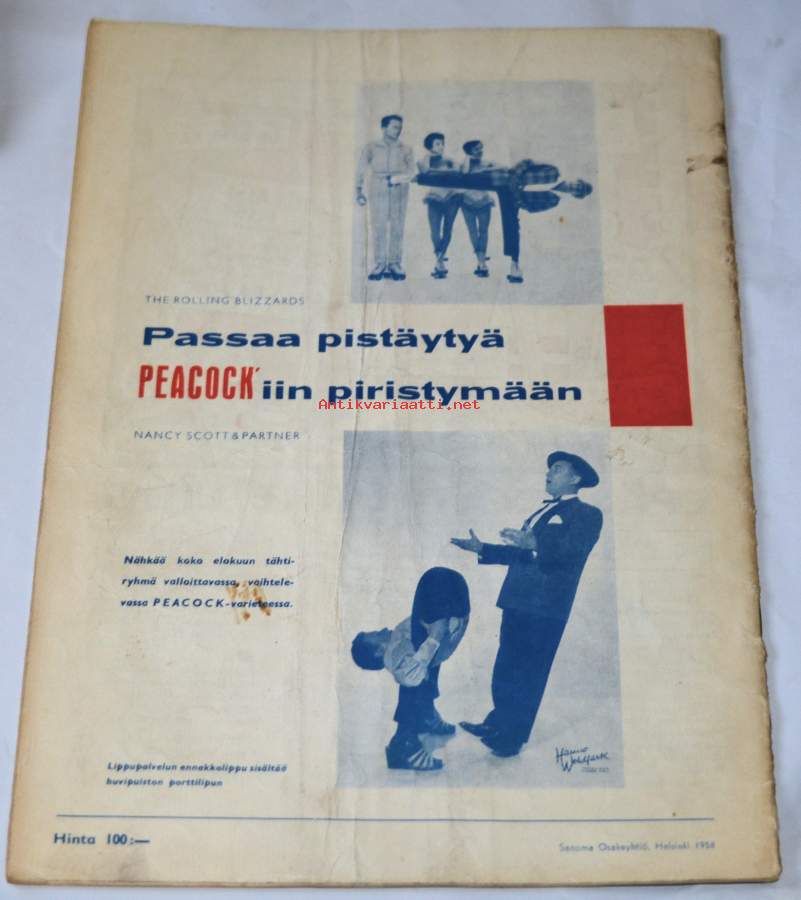 THE ROLLING BLIZZARDS
Passaa pistäytyä
PEACOCK'iin piristymään
Antikvariaatti.net
NANCY SCOTT & PARTNER
Nähkää koko elokuun tähti-
ryhmä valloittavassa, vaihtele-
vassa PEACOCK-varieteessa.
Hanno
Lippupalvelun ennakkolippu sisältää
huvipuiston porttilipun
Hinta 100:—
Sanoma Osakeyhtiö, Helsinki 1958